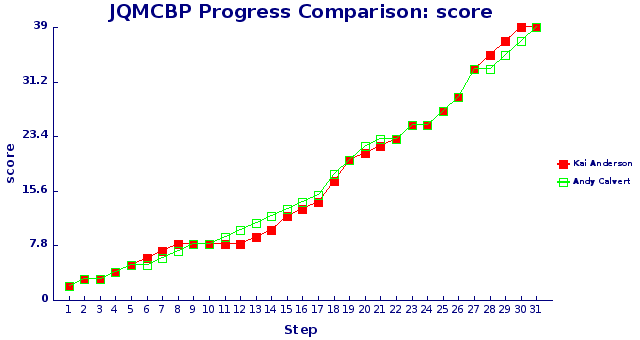 JQMCBP Progress Comparison: score
39
31.2
23.4
15.6
7.8
0
score
1 2 3 4 5 6 7 8 9 10 11 12 13 14 15 16 17 18 19 20 21 22 23 24 25 26 27 28 29 30 31
Step
Kai Anderson
Andy Calvert